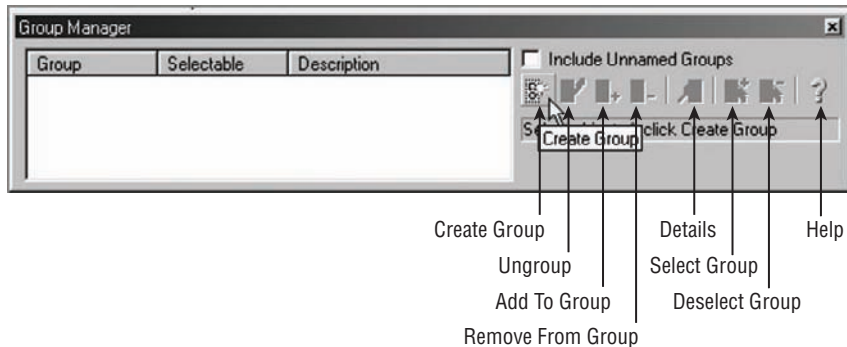 Group Manager
Group Selectable Description
Include Unnamed Groups
click Create Group
Create Group
Create Group Details Help
Ungroup Select Group
Add To Group Deselect Group
Remove From Group